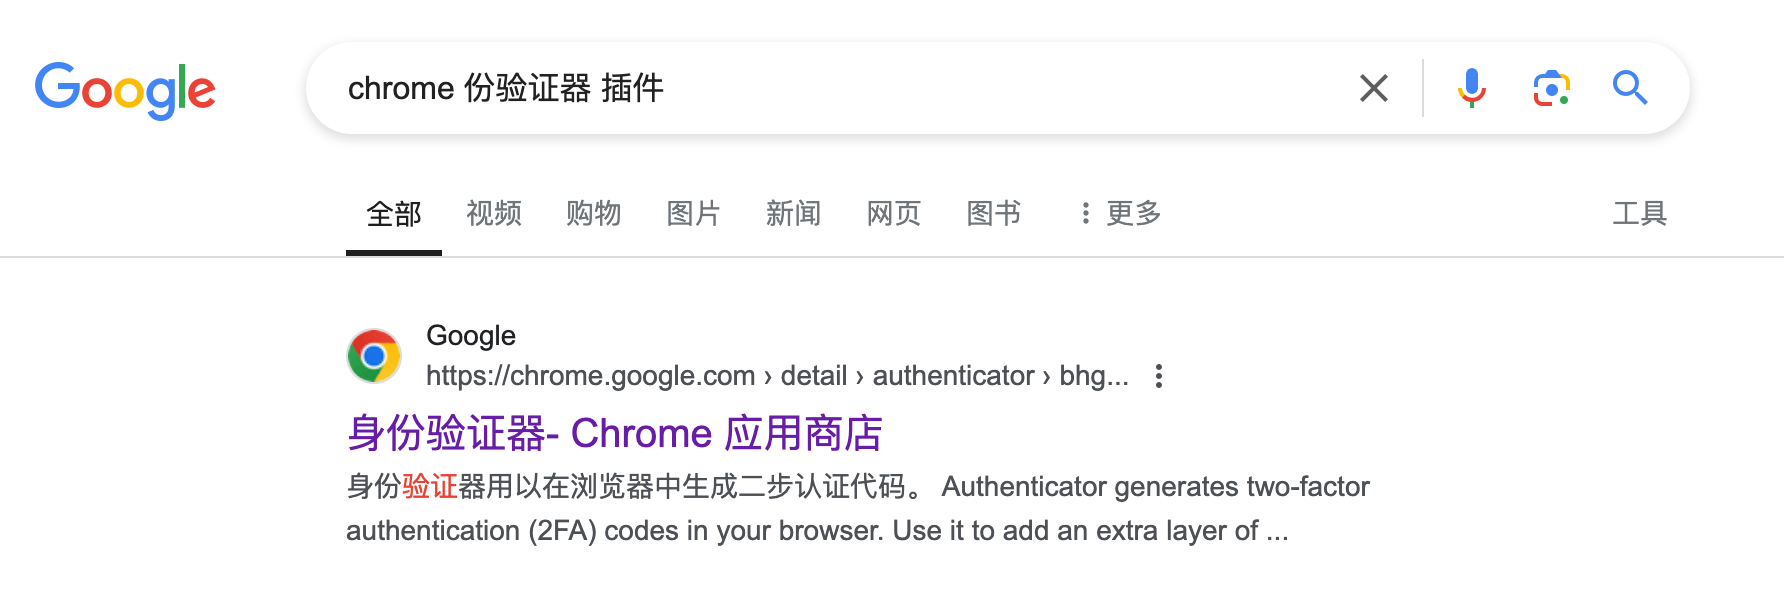 Google
chrome 份验证器 插件
全部 视频 购物 图片 新闻 网页 图书 更多 工具
Google
https://chrome.google.com › detail › authenticator › bhg...
身份验证器- Chrome 应用商店
身份验证器用以在浏览器中生成二步认证代码。 Authenticator generates two-factor
authentication (2FA) codes in your browser. Use it to add an extra layer of ...